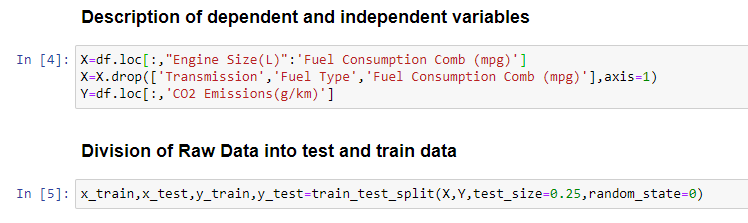 Description of dependent and independent variables
In [4]: X=df.loc[:,"Engine Size(L)":'Fuel Consumption Comb (mpg)']
X=X.drop(['Transmission','Fuel Type','Fuel Consumption Comb (mpg)'],axis=1)
Y=df.loc[:,'CO2 Emissions(g/km)']
Division of Raw Data into test and train data
In [5]: x_train,x_test,y_train,y_test=train_test_split(X,Y,test_size=0.25,random_state=0)